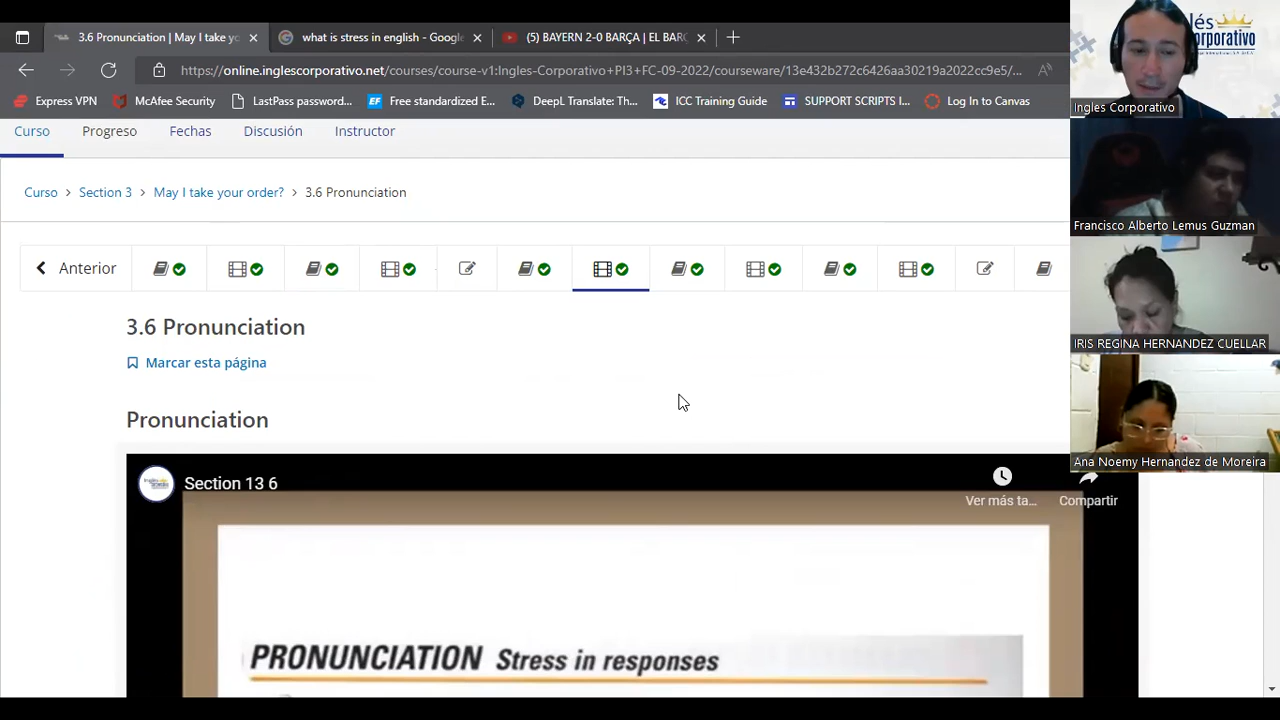 3.6 Pronunciation | May I take yo
what is stress in english - Google
(5) BAYERN 2-0 BARÇA | EL BAR
https://online.inglescorporativo.net/courses/course-v1:Ingles-Corporativo+PI3+FC-09-2022/courseware/13e432b272c6426aa30219a2022cc9e5/...
Express VPN
McAfee Security
LastPass password...
EF
Free standardized E...
DeepL Translate: Th...
ICC Training Guide
SUPPORT SCRIPTS I...
Log In to Canvas
Curso
Progreso
Fechas
Discusión
Instructor
Curso > Section 3 > May I take your order? > 3.6 Pronunciation
Anterior
3.6 Pronunciation
Marcar esta página
Pronunciation
Section 13 6
Ver más ta...
Compartir
PRONUNCIATION Stress in responses
lés
orporativo
Ingles Corporativo
Francisco Alberto Lemus Guzman
IRIS REGINA HERNANDEZ CUELLAR
Ana Noemy Hernandez de Moreira